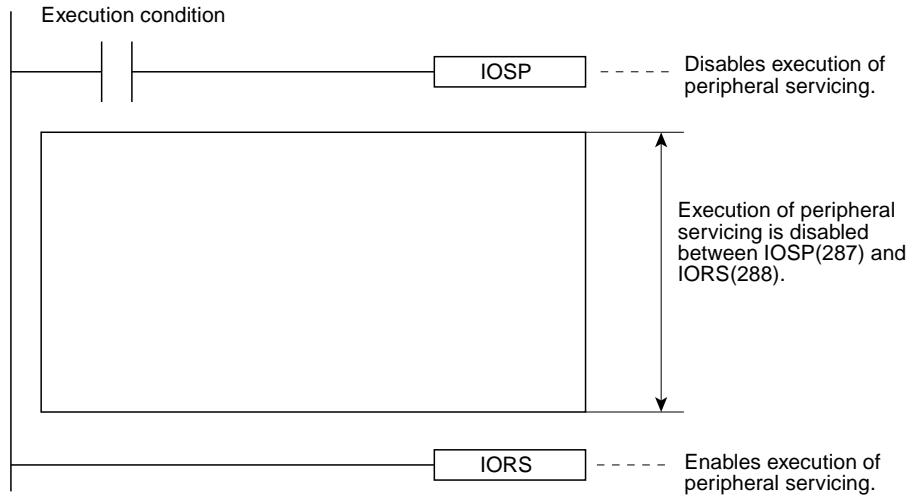 Execution condition
IOSP
Disables execution of
peripheral servicing.
Execution of peripheral
servicing is disabled
between IOSP(287) and
IORS(288).
IORS
Enables execution of
peripheral servicing.